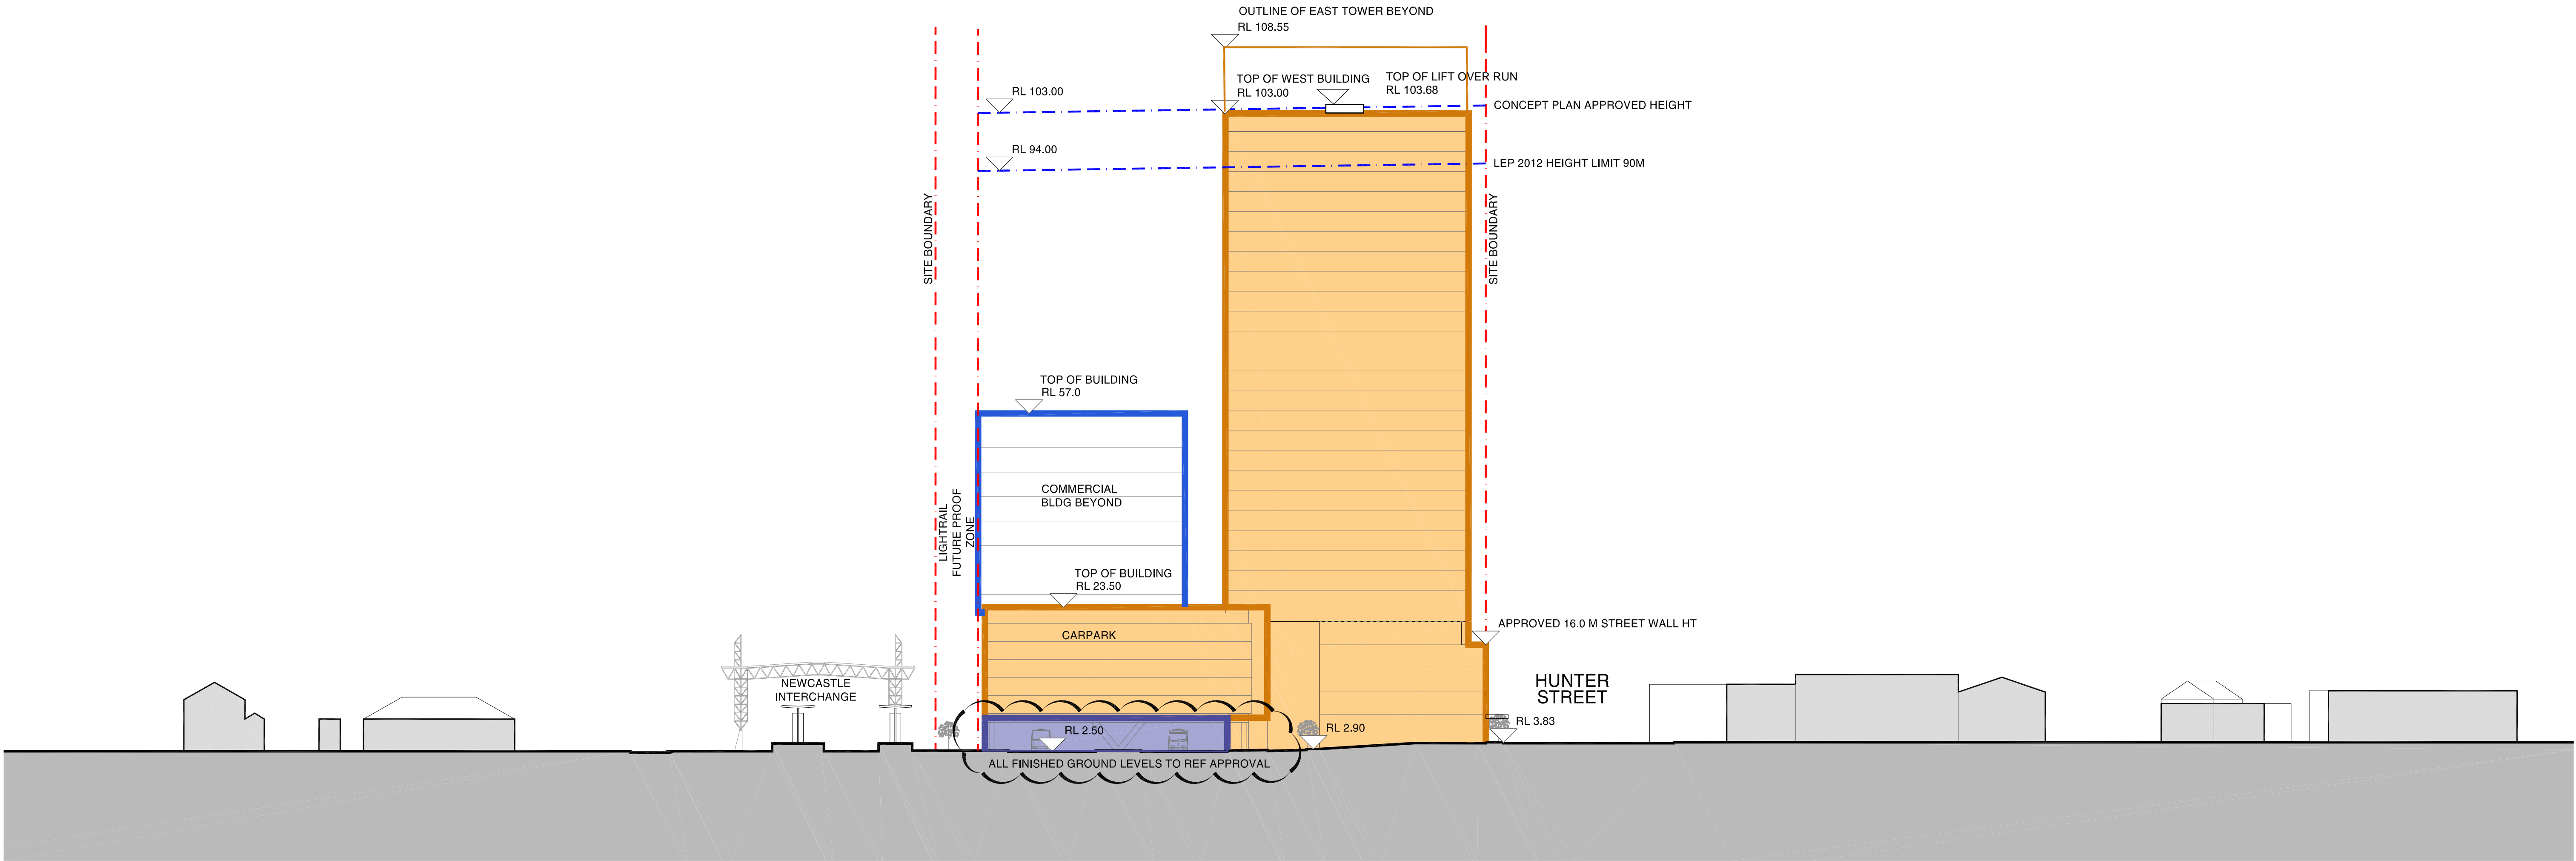 OUTLINE OF EAST TOWER BEYOND
RL 108.55
TOP OF WEST BUILDING
RL 103.00
TOP OF LIFT OVER RUN
RL 103.68
RL 103.00
CONCEPT PLAN APPROVED HEIGHT
RL 94.00
LEP 2012 HEIGHT LIMIT 90M
SITE BOUNDARY
SITE BOUNDARY
TOP OF BUILDING
RL 57.0
COMMERCIAL
BLDG BEYOND
LIGHTRAIL
FUTURE PROOF
ZONE
TOP OF BUILDING
RL 23.50
CARPARK
APPROVED 16.0 M STREET WALL HT
NEWCASTLE
INTERCHANGE
HUNTER
STREET
RL 2.50
RL 2.90
RL 3.83
ALL FINISHED GROUND LEVELS TO REF APPROVAL